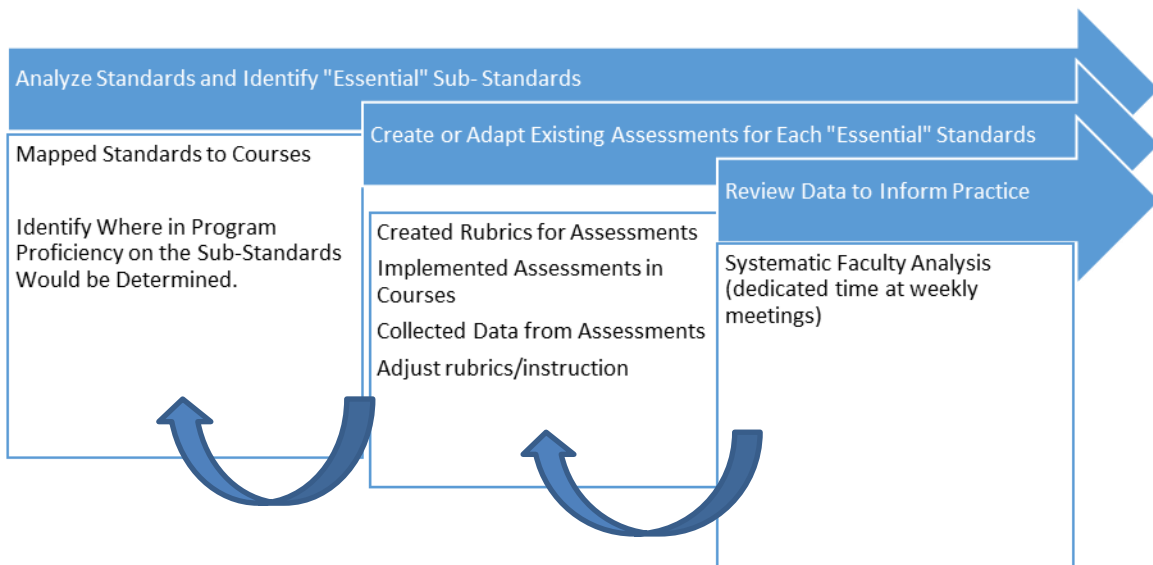 Analyze Standards and Identify "Essential" Sub- Standards
Mapped Standards to Courses
Identify Where in Program
Proficiency on the Sub-Standards
Would be Determined.
Create or Adapt Existing Assessments for Each "Essential" Standards
Created Rubrics for Assessments
Implemented Assessments in
Courses
Collected Data from Assessments
Adjust rubrics/instruction
Review Data to Inform Practice
Systematic Faculty Analysis
(dedicated time at weekly
meetings)